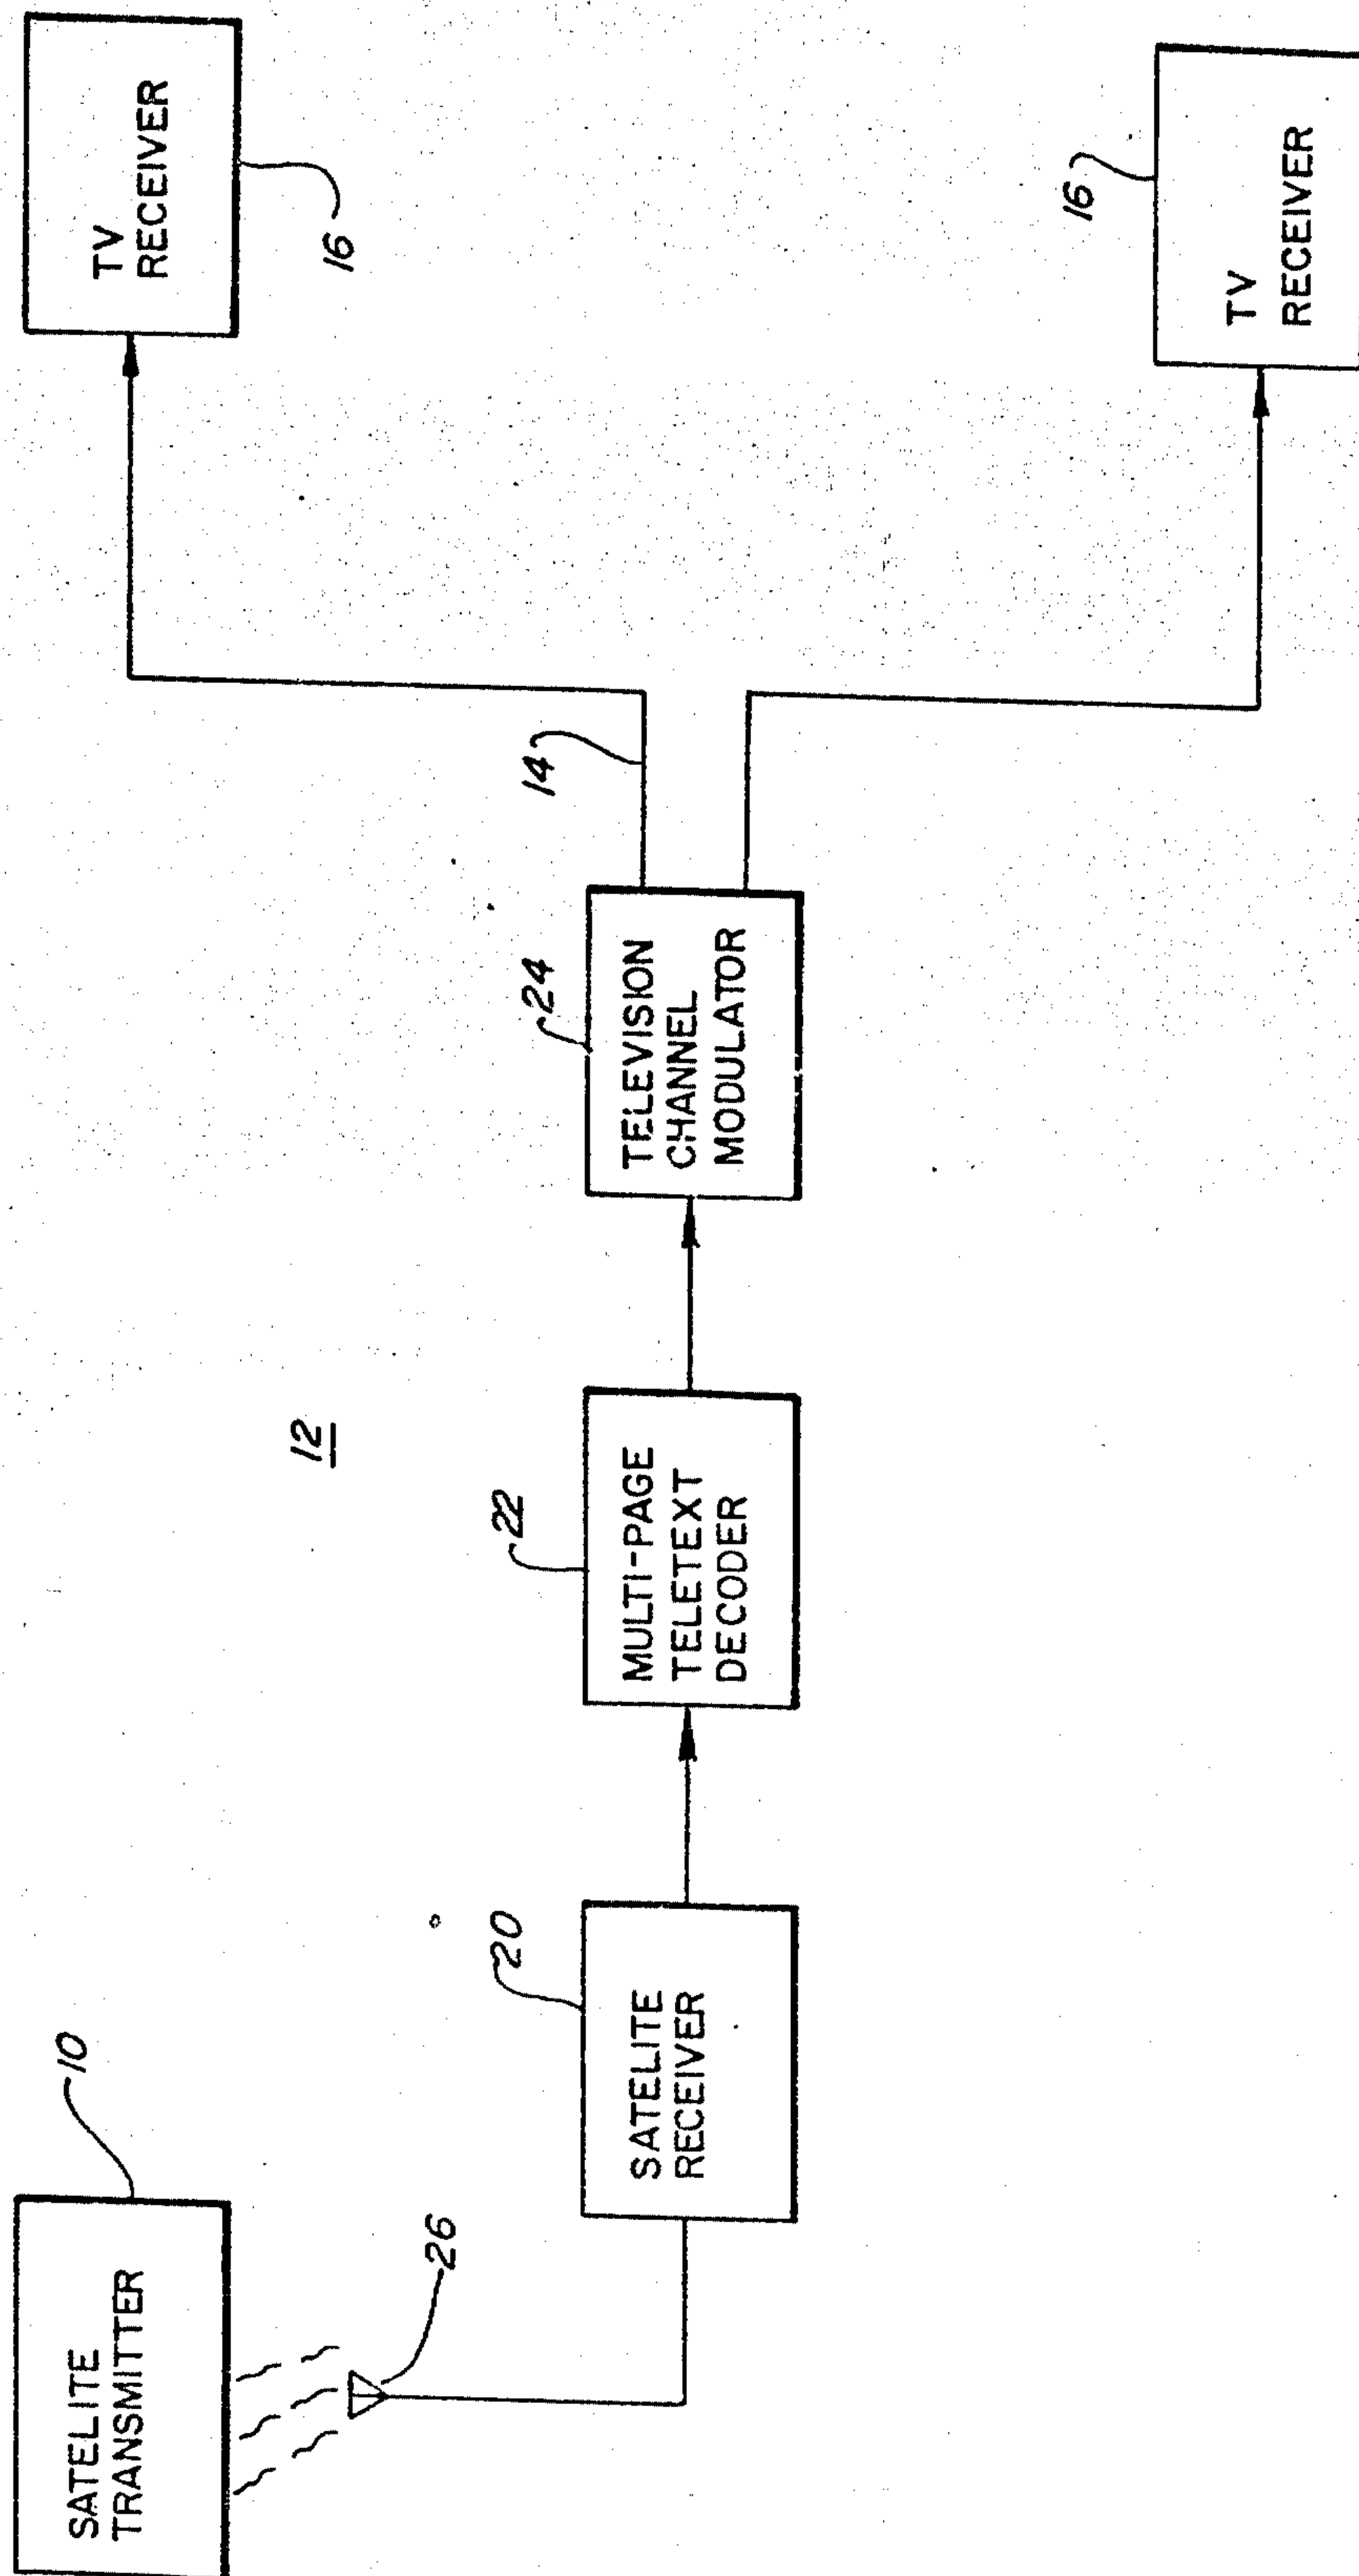 SATELITE
TRANSMITTER
10
26
SATELITE
RECEIVER
20
12
MULTI-PAGE
TELETEXT
DECODER
22
TELEVISION
CHANNEL
MODULATOR
24
14
TV
RECEIVER
16
TV
RECEIVER
16